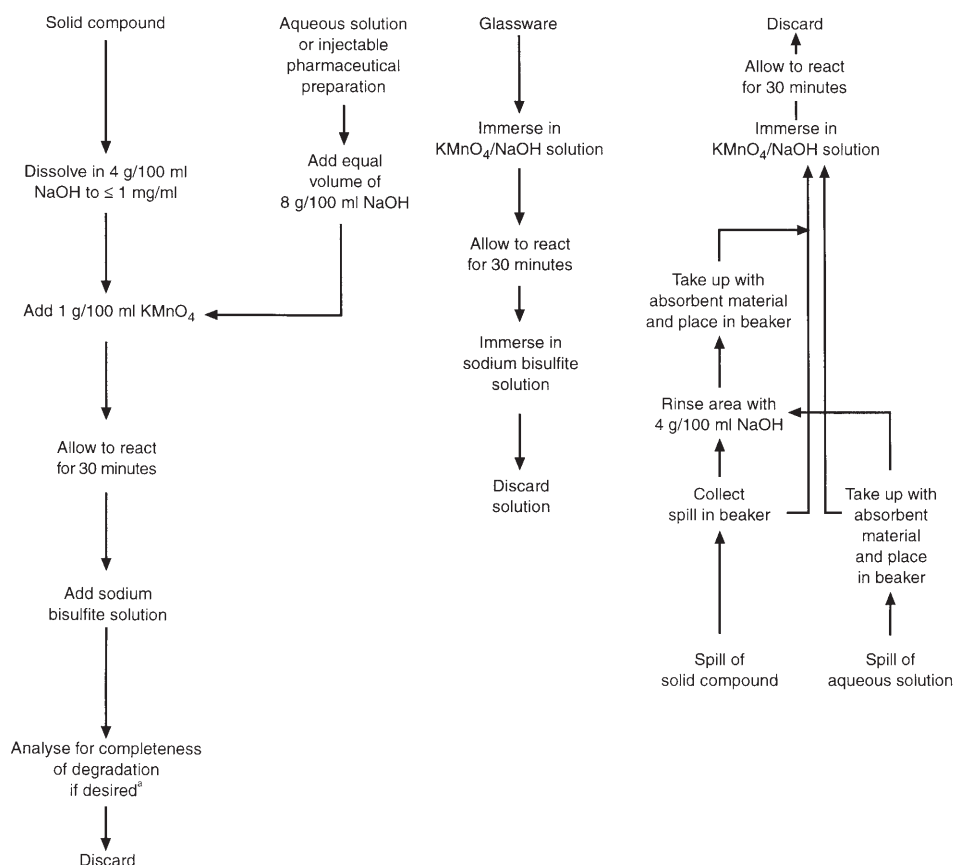 Solid compound
Dissolve in 4 g/100 ml
NaOH to ≤ 1 mg/ml
Add 1 g/100 ml KMnO₄
Allow to react
for 30 minutes
Add sodium
bisulfite solution
Analyse for completeness
of degradation
if desiredᵃ
Discard
Aqueous solution
or injectable
pharmaceutical
preparation
Add equal
volume of
8 g/100 ml NaOH
Glassware
Immerse in
KMnO₄/NaOH solution
Allow to react
for 30 minutes
Immerse in
sodium bisulfite
solution
Discard
solution
Discard
Allow to react
for 30 minutes
Immerse in
KMnO₄/NaOH solution
Take up with
absorbent material
and place in beaker
Rinse area with
4 g/100 ml NaOH
Collect
spill in beaker
Spill of
solid compound
Take up with
absorbent
material
and place
in beaker
Spill of
aqueous solution